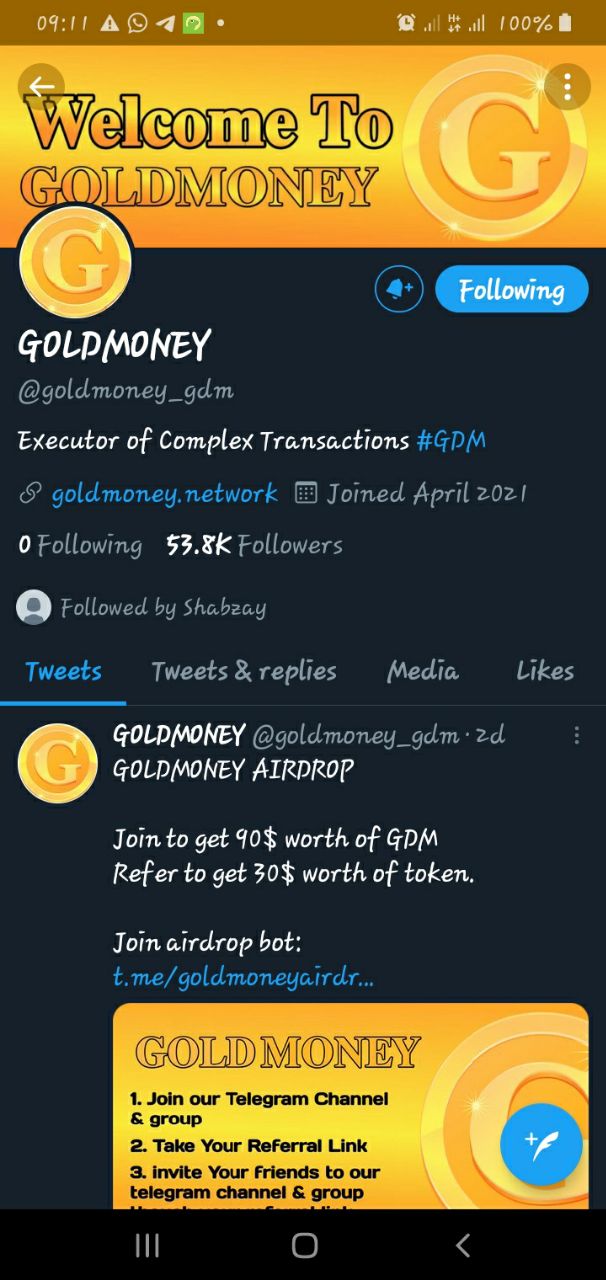 09:11
100%
Welcome To
GOLDMONEY
G
G
Following
GOLDMONEY
@goldmoney_gdm
Executor of Complex Transactions #GDM
goldmoney.network Joined April 2021
0 Following 53.8K Followers
Followed by Shabzay
Tweets Tweets & replies Media Likes
G
GOLDMONEY @goldmoney_gdm · 2d
GOLDMONEY AIRDROP
Join to get 90$ worth of GDM
Refer to get 30$ worth of token.
Join airdrop bot:
t.me/goldmoneyairdr...
GOLD MONEY
1. Join our Telegram Channel
& group
2. Take Your Referral Link
3. invite Your friends to our
telegram channel & group